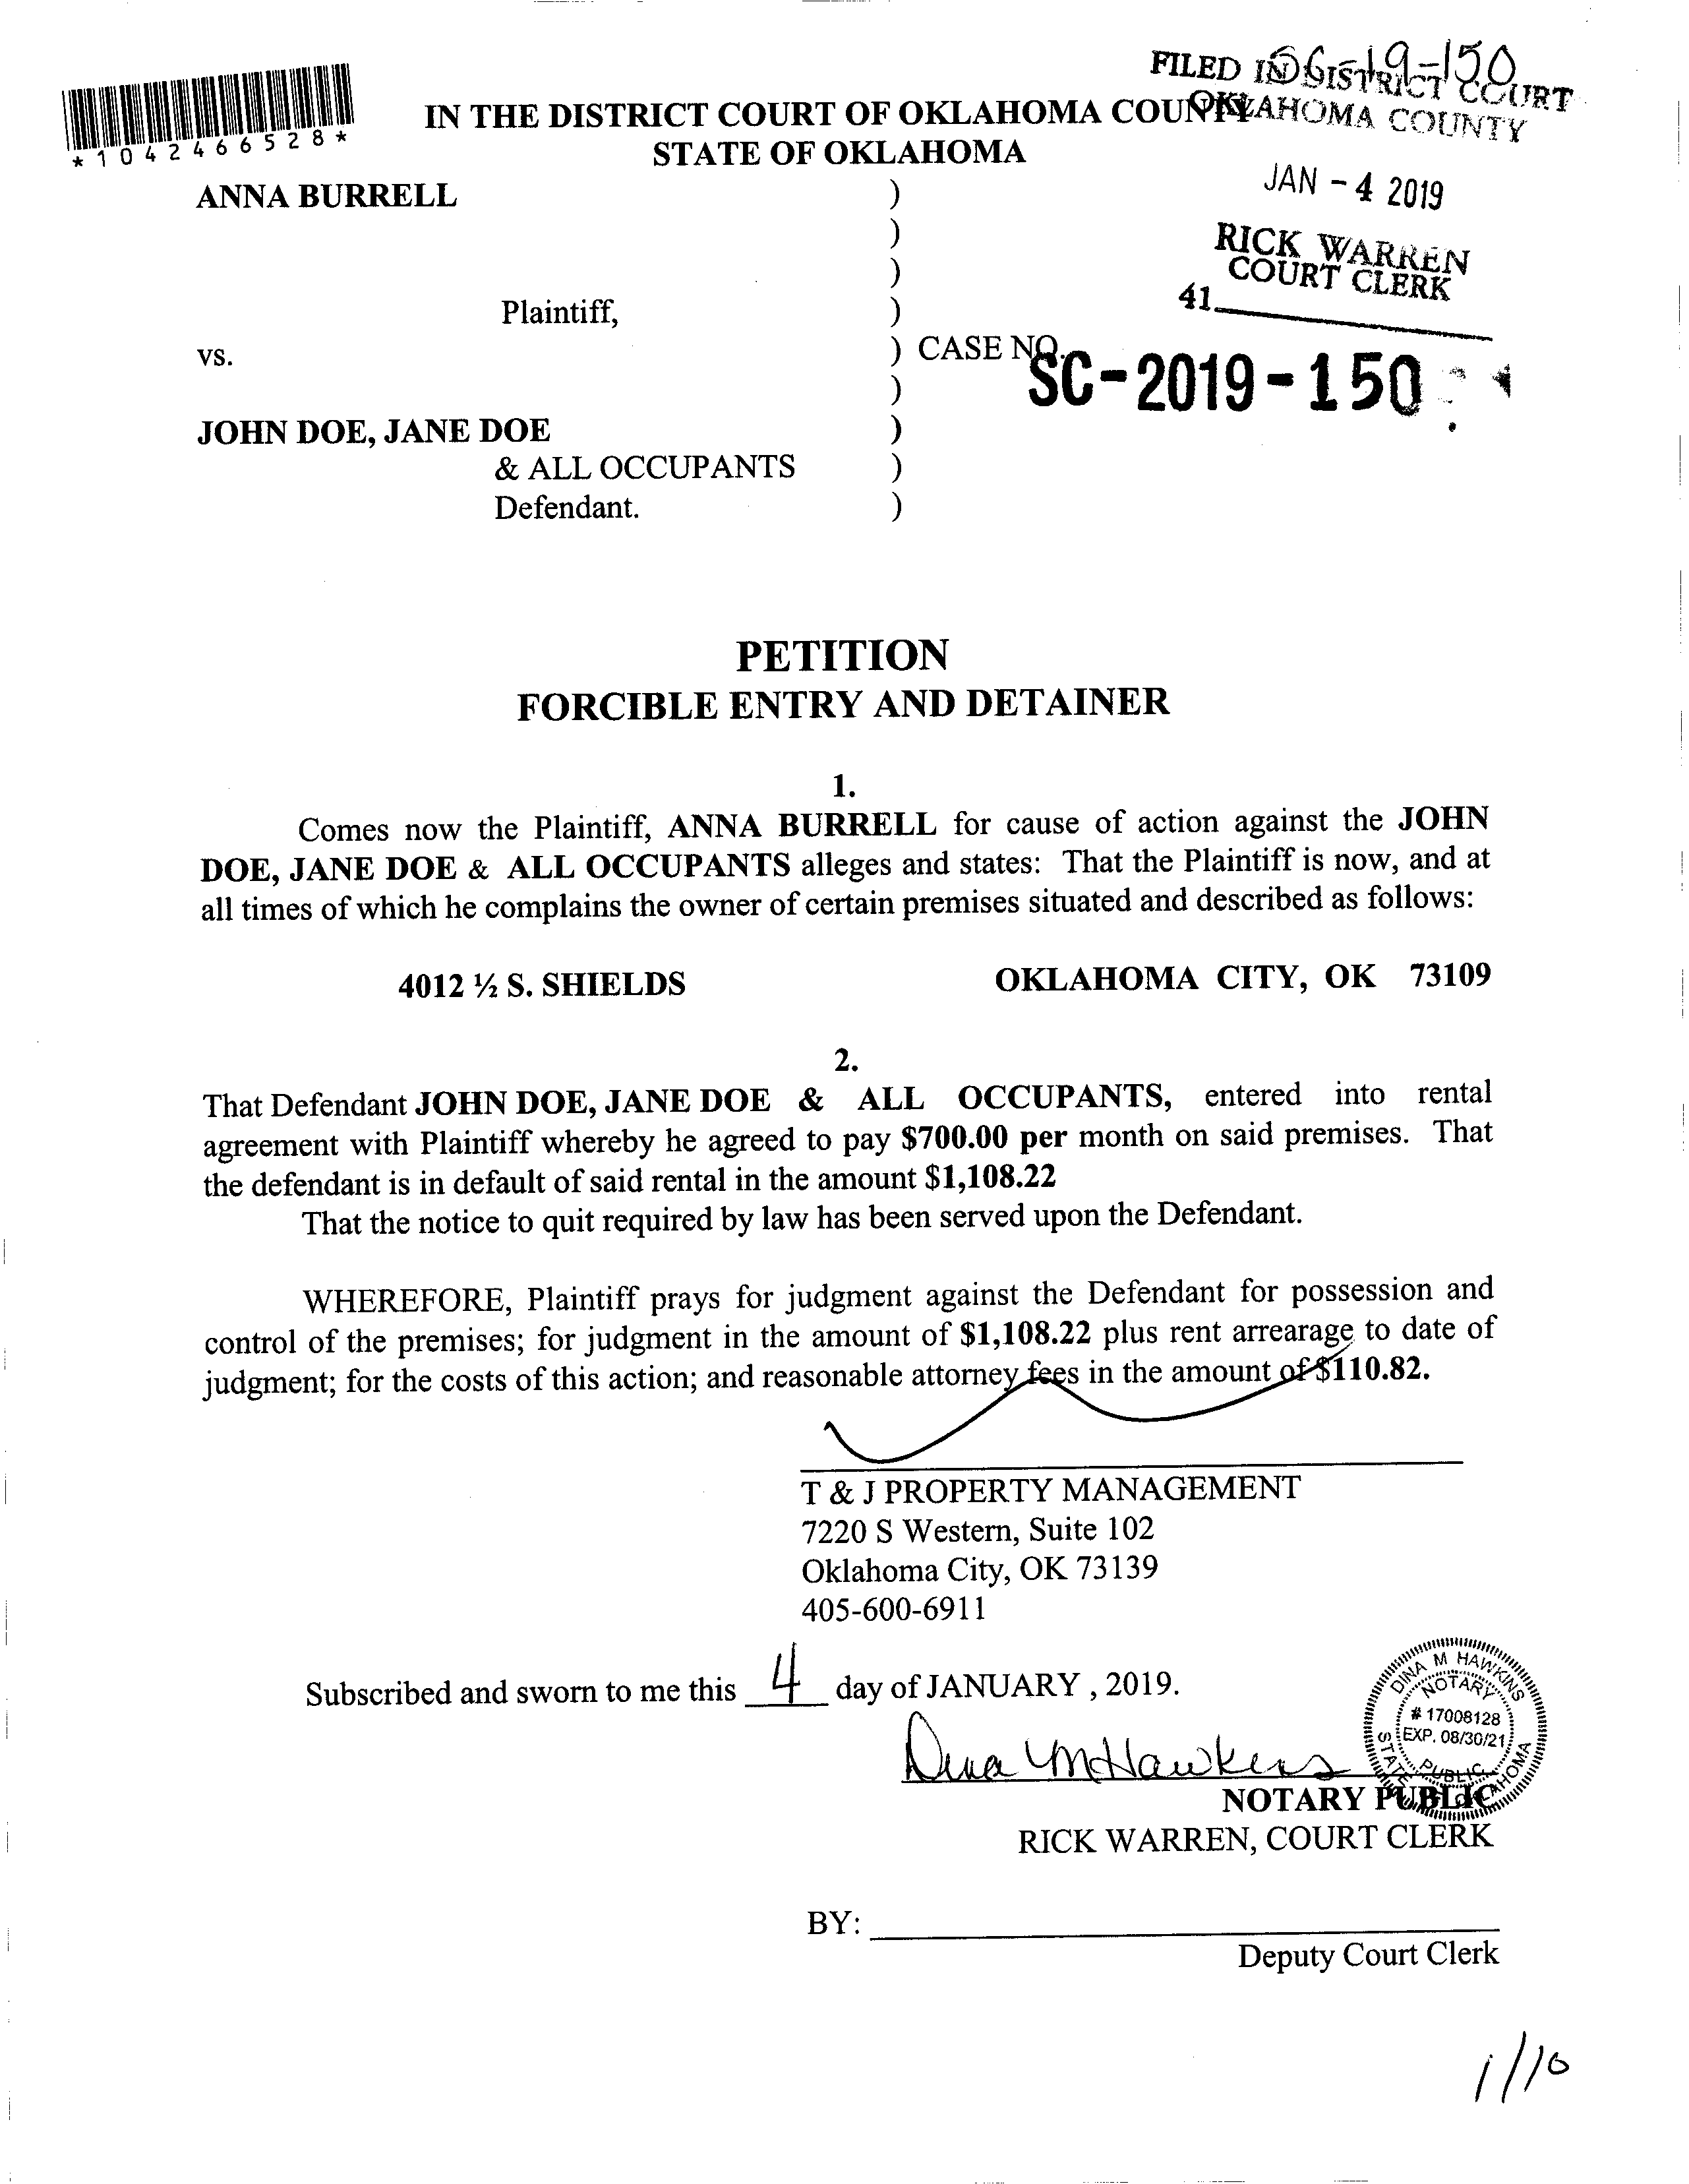 SC-19-150
FILED IN DISTRICT COURT
OKLAHOMA COUNTY
*1042466528*
IN THE DISTRICT COURT OF OKLAHOMA COUNTY
STATE OF OKLAHOMA
JAN - 4 2019
ANNA BURRELL )
)
RICK WARREN
COURT CLERK
)
41
Plaintiff, )
vs. ) CASE NO.
SC-2019-150
)
JOHN DOE, JANE DOE )
& ALL OCCUPANTS )
Defendant. )
PETITION
FORCIBLE ENTRY AND DETAINER
1.
Comes now the Plaintiff, ANNA BURRELL for cause of action against the JOHN
DOE, JANE DOE & ALL OCCUPANTS alleges and states: That the Plaintiff is now, and at
all times of which he complains the owner of certain premises situated and described as follows:
4012 ½ S. SHIELDS OKLAHOMA CITY, OK 73109
2.
That Defendant JOHN DOE, JANE DOE & ALL OCCUPANTS, entered into rental
agreement with Plaintiff whereby he agreed to pay $700.00 per month on said premises. That
the defendant is in default of said rental in the amount $1,108.22
That the notice to quit required by law has been served upon the Defendant.
WHEREFORE, Plaintiff prays for judgment against the Defendant for possession and
control of the premises; for judgment in the amount of $1,108.22 plus rent arrearage to date of
judgment; for the costs of this action; and reasonable attorney fees in the amount of $110.82.
T & J PROPERTY MANAGEMENT
7220 S Western, Suite 102
Oklahoma City, OK 73139
405-600-6911
Subscribed and sworn to me this 4 day of JANUARY , 2019.
Dina M Hawkins
DINA M HAWKINS
NOTARY
# 17008128
EXP. 08/30/21
PUBLIC
STATE OF OKLAHOMA
NOTARY PUBLIC
RICK WARREN, COURT CLERK
BY:
Deputy Court Clerk
1/10